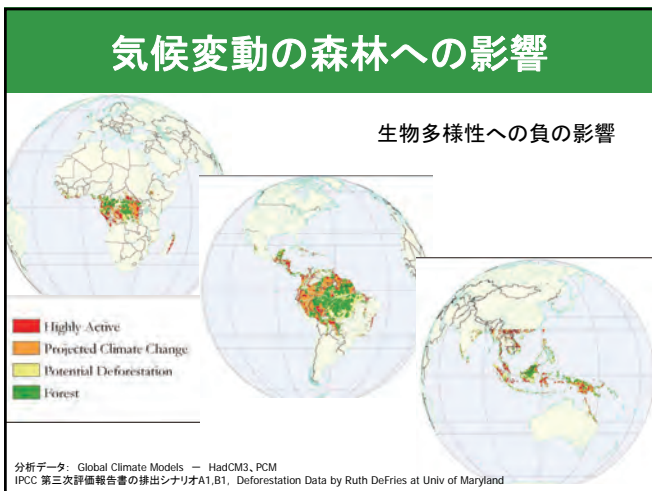 気候変動の森林への影響
生物多様性への負の影響
Highly Active
Projected Climate Change
Potential Deforestation
Forest
分析データ: Global Climate Models － HadCM3、PCM
IPCC 第三次評価報告書の排出シナリオA1,B1, Deforestation Data by Ruth DeFries at Univ of Maryland